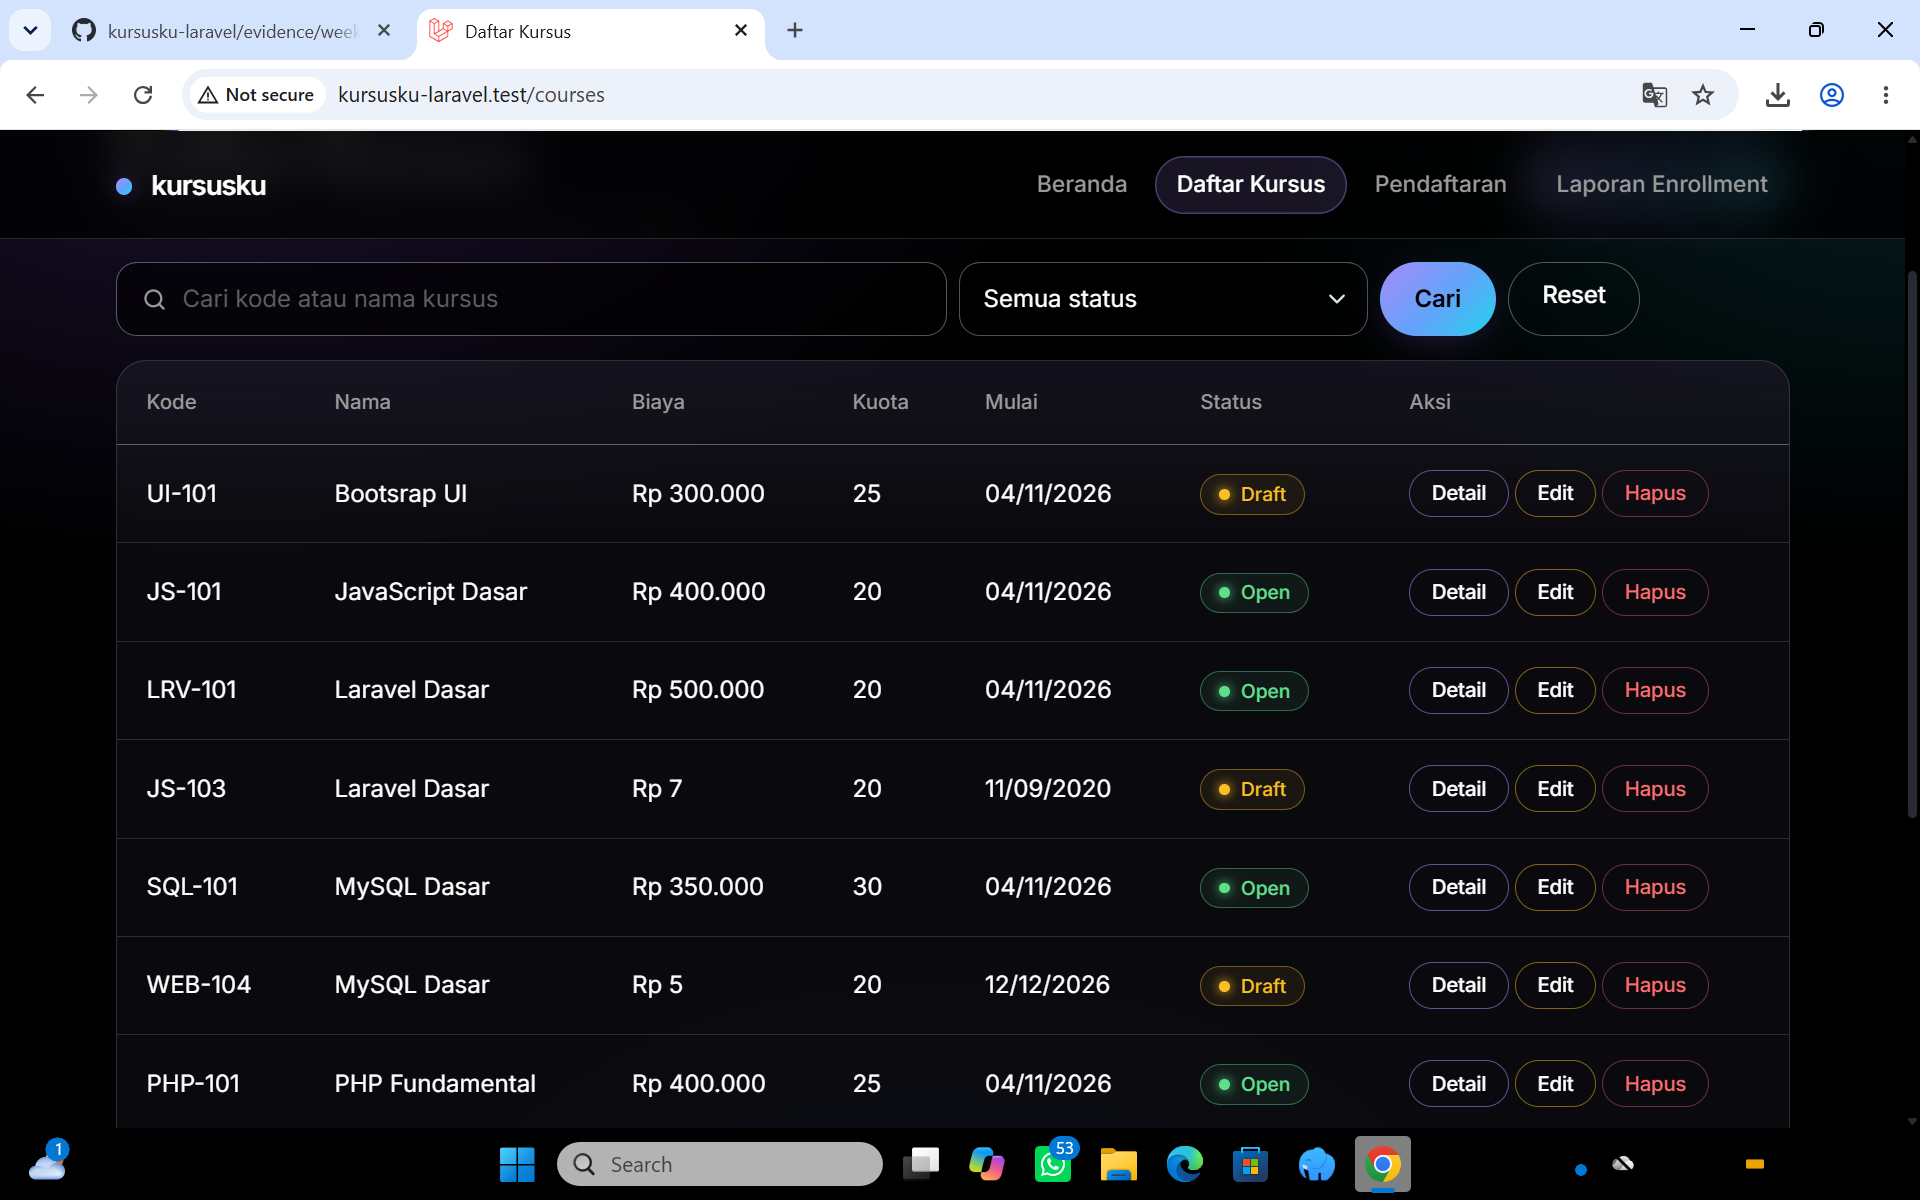 kursusku-laravel/evidence/week
Daftar Kursus
Not secure
kursusku-laravel.test/courses
kursusku
Beranda
Daftar Kursus
Pendaftaran
Laporan Enrollment
Cari kode atau nama kursus
Semua status
Cari
Reset
Kode Nama Biaya Kuota Mulai Status Aksi
UI-101 Bootsrap UI Rp 300.000 25 04/11/2026 Draft Detail Edit Hapus
JS-101 JavaScript Dasar Rp 400.000 20 04/11/2026 Open Detail Edit Hapus
LRV-101 Laravel Dasar Rp 500.000 20 04/11/2026 Open Detail Edit Hapus
JS-103 Laravel Dasar Rp 7 20 11/09/2020 Draft Detail Edit Hapus
SQL-101 MySQL Dasar Rp 350.000 30 04/11/2026 Open Detail Edit Hapus
WEB-104 MySQL Dasar Rp 5 20 12/12/2026 Draft Detail Edit Hapus
PHP-101 PHP Fundamental Rp 400.000 25 04/11/2026 Open Detail Edit Hapus
1
Search
53